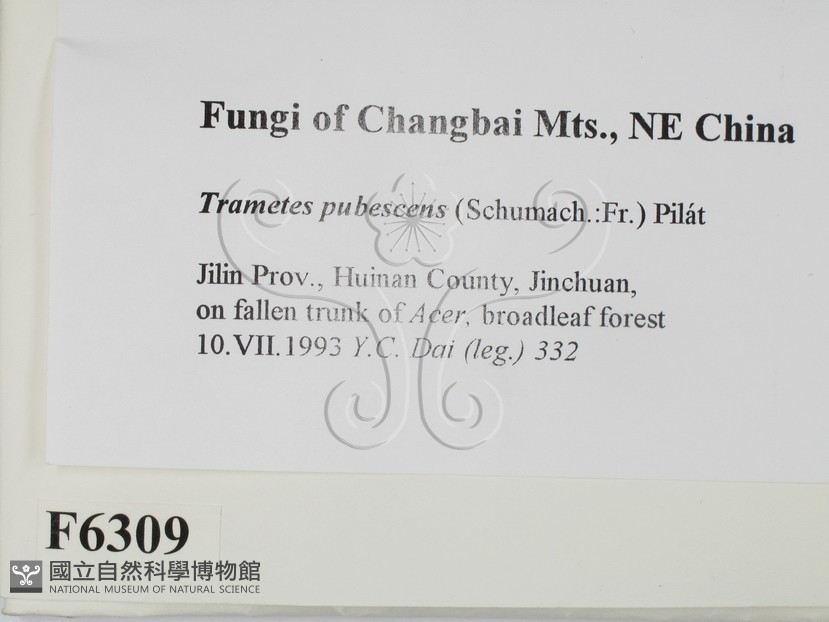 Fungi of Changbai Mts., NE China
Trametes pubescens (Schumach.:Fr.) Pilát
Jilin Prov., Huinan County, Jinchuan,
on fallen trunk of Acer, broadleaf forest
10.VII.1993 Y.C. Dai (leg.) 332
F6309
國立自然科學博物館
NATIONAL MUSEUM OF NATURAL SCIENCE